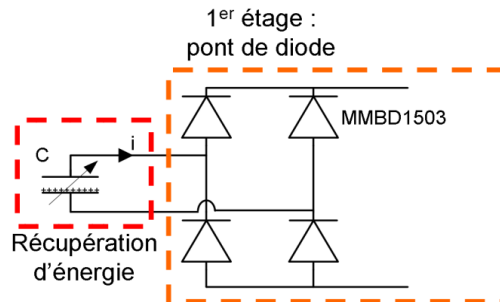 1er étage :
pont de diode
MMBD1503
C
i
Récupération
d'énergie